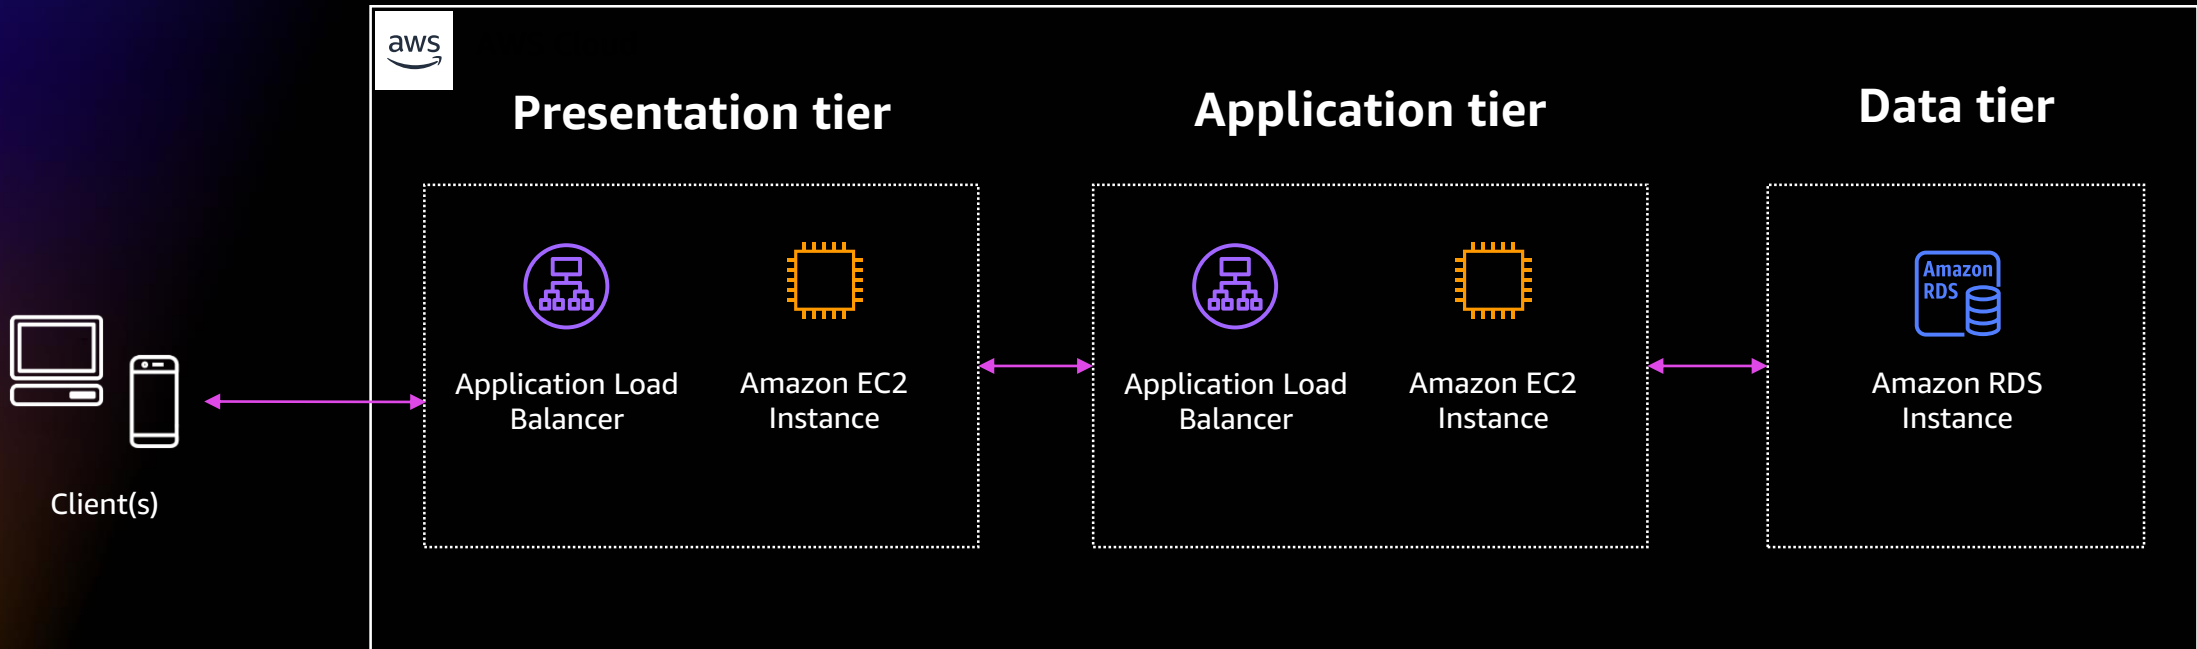 aws
Presentation tier
Application tier
Data tier
Amazon
RDS
Application Load
Balancer
Amazon EC2
Instance
Application Load
Balancer
Amazon EC2
Instance
Amazon RDS
Instance
Client(s)